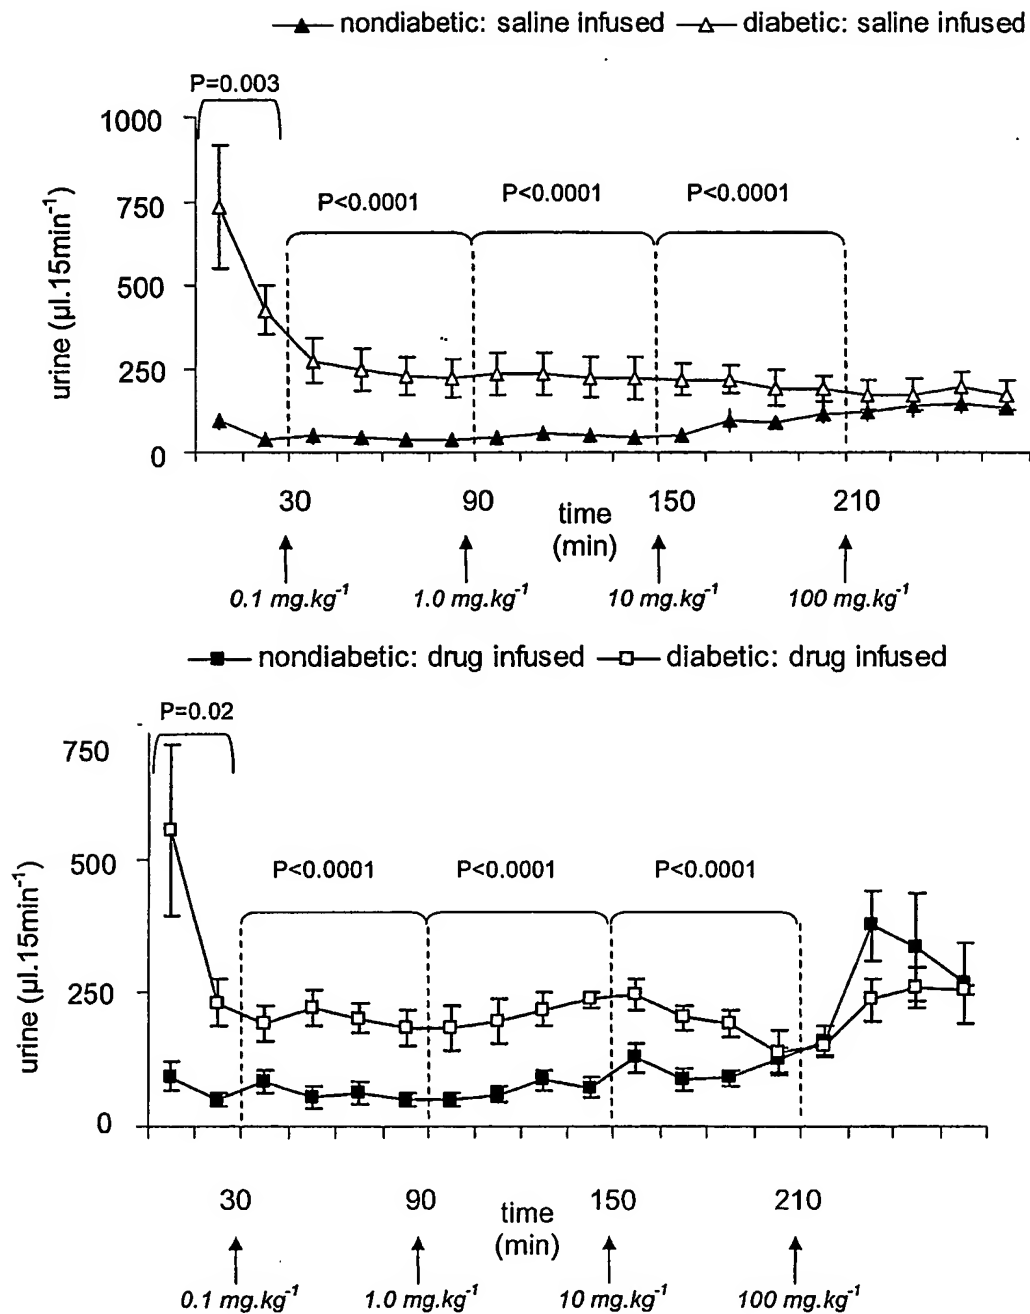 nondiabetic: saline infused diabetic: saline infused
P=0.003
1000
P<0.0001 P<0.0001 P<0.0001
750
500
250
0
urine (µl.15min⁻¹)
30 90 150 210
time
(min)
0.1 mg.kg⁻¹ 1.0 mg.kg⁻¹ 10 mg.kg⁻¹ 100 mg.kg⁻¹
nondiabetic: drug infused diabetic: drug infused
P=0.02
750
500
P<0.0001 P<0.0001 P<0.0001
250
0
urine (µl.15min⁻¹)
30 90 150 210
time
(min)
0.1 mg.kg⁻¹ 1.0 mg.kg⁻¹ 10 mg.kg⁻¹ 100 mg.kg⁻¹